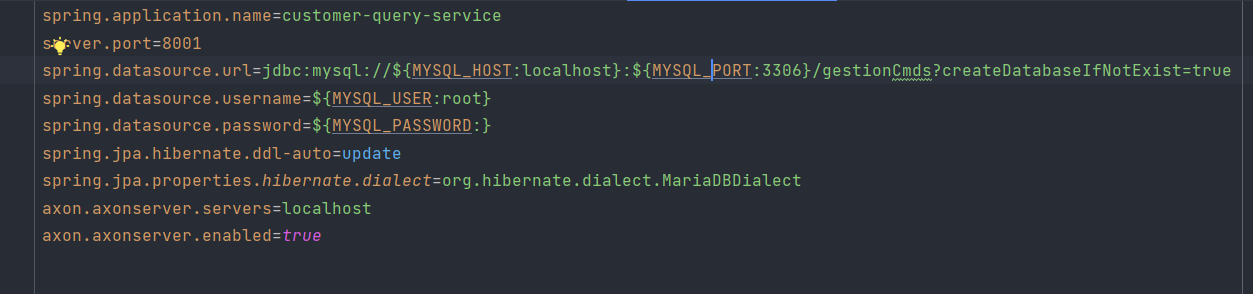 spring.application.name=customer-query-service
server.port=8001
spring.datasource.url=jdbc:mysql://${MYSQL_HOST:localhost}:${MYSQL_PORT:3306}/gestionCmds?createDatabaseIfNotExist=true
spring.datasource.username=${MYSQL_USER:root}
spring.datasource.password=${MYSQL_PASSWORD:}
spring.jpa.hibernate.ddl-auto=update
spring.jpa.properties.hibernate.dialect=org.hibernate.dialect.MariaDBDialect
axon.axonserver.servers=localhost
axon.axonserver.enabled=true